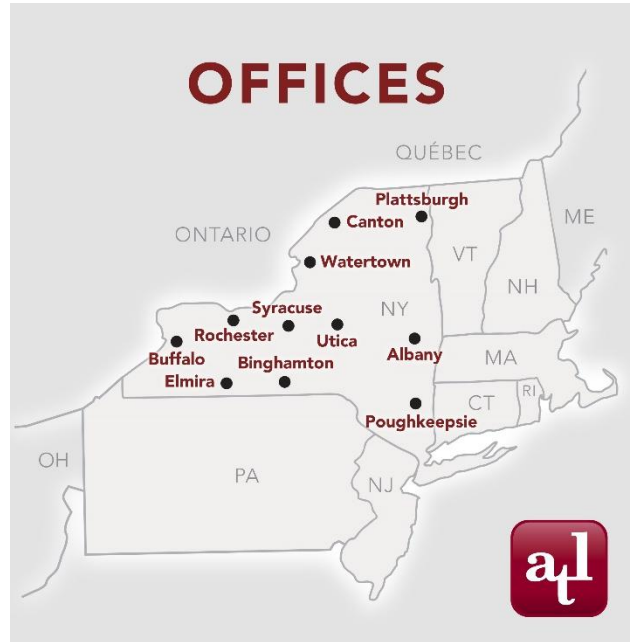 OFFICES
QUÉBEC
Plattsburgh
Canton
ME
ONTARIO
VT
Watertown
NH
Syracuse
NY
Rochester
Utica
Buffalo
Binghamton
Albany
MA
Elmira
CT
RI
Poughkeepsie
OH
PA
NJ
atl